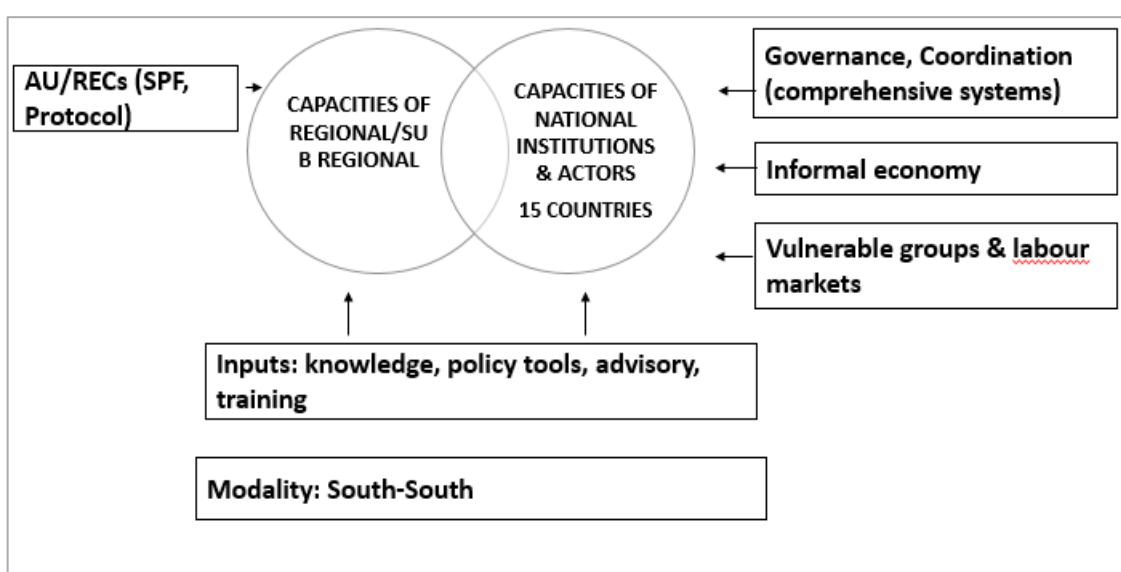 AU/RECs (SPF,
Protocol)
CAPACITIES OF
REGIONAL/SU
B REGIONAL
CAPACITIES OF
NATIONAL
INSTITUTIONS
& ACTORS
15 COUNTRIES
Governance, Coordination
(comprehensive systems)
Informal economy
Vulnerable groups & labour
markets
Inputs: knowledge, policy tools, advisory,
training
Modality: South-South